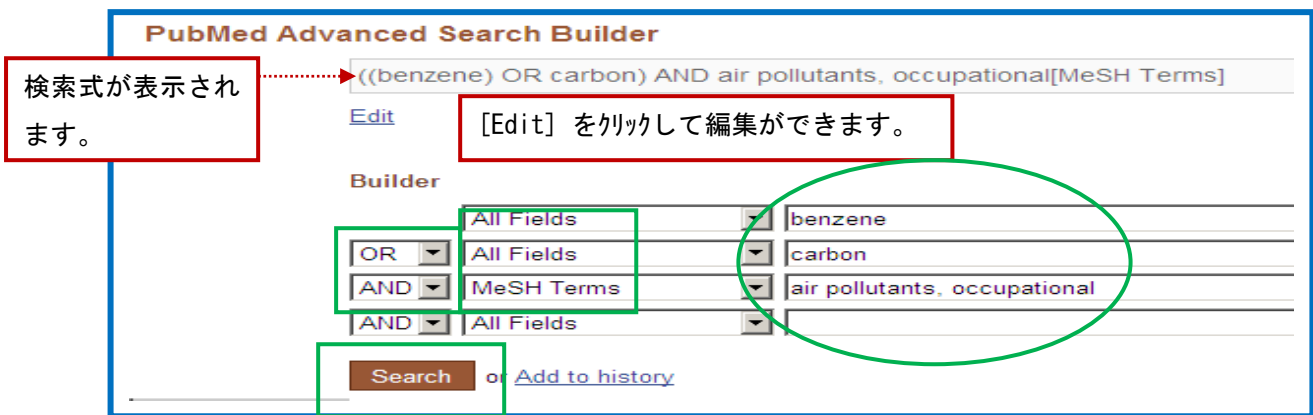 PubMed Advanced Search Builder
検索式が表示され
ます。
((benzene) OR carbon) AND air pollutants, occupational[MeSH Terms]
Edit
[Edit] をｸﾘｯｸして編集ができます。
Builder
All Fields benzene
OR All Fields carbon
AND MeSH Terms air pollutants, occupational
AND All Fields
Search or Add to history